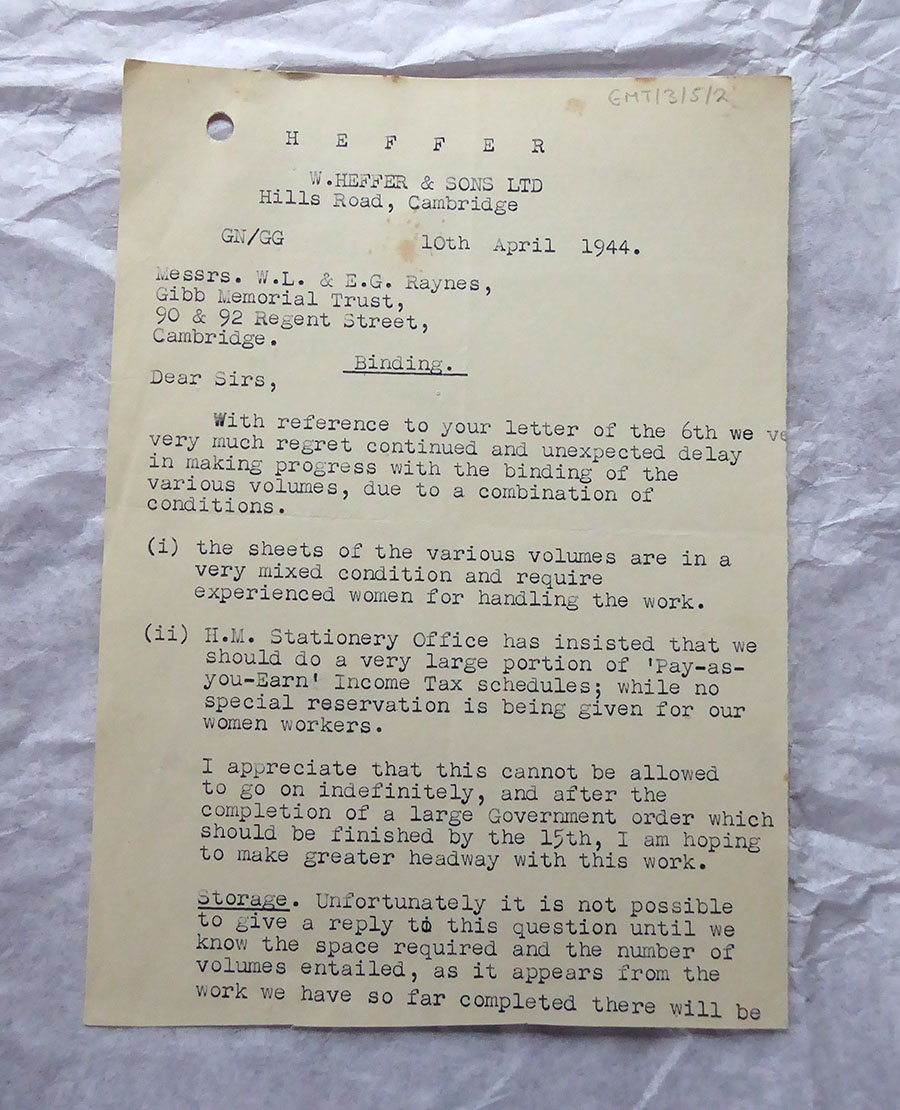 GMT/3/5/2
H E F F E R
W.HEFFER & SONS LTD
Hills Road, Cambridge
GN/GG 10th April 1944.
Messrs. W.L. & E.G. Raynes,
Gibb Memorial Trust,
90 & 92 Regent Street,
Cambridge.
Binding.
Dear Sirs,
With reference to your letter of the 6th we ve
very much regret continued and unexpected delay
in making progress with the binding of the
various volumes, due to a combination of
conditions.
(i) the sheets of the various volumes are in a
very mixed condition and require
experienced women for handling the work.
(ii) H.M. Stationery Office has insisted that we
should do a very large portion of 'Pay-as-
you-Earn' Income Tax schedules; while no
special reservation is being given for our
women workers.
I appreciate that this cannot be allowed
to go on indefinitely, and after the
completion of a large Government order which
should be finished by the 15th, I am hoping
to make greater headway with this work.
Storage. Unfortunately it is not possible
to give a reply to this question until we
know the space required and the number of
volumes entailed, as it appears from the
work we have so far completed there will be